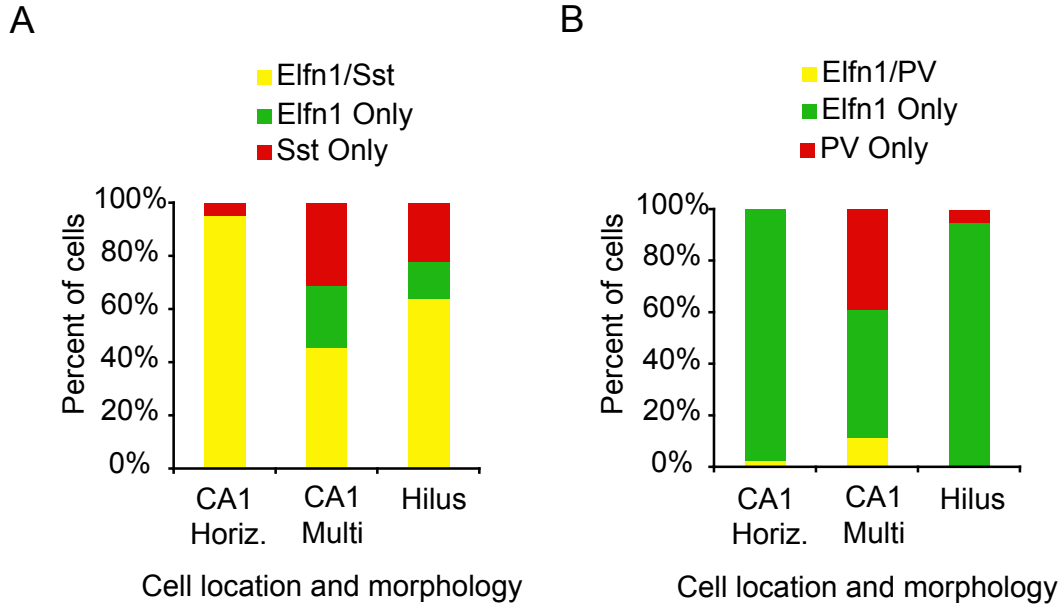 A
Elfn1/Sst
Elfn1 Only
Sst Only
100%
80%
60%
40%
20%
0%
Percent of cells
CA1 Horiz.
CA1 Multi
Hilus
Cell location and morphology
B
Elfn1/PV
Elfn1 Only
PV Only
100%
80%
60%
40%
20%
0%
Percent of cells
CA1 Horiz.
CA1 Multi
Hilus
Cell location and morphology